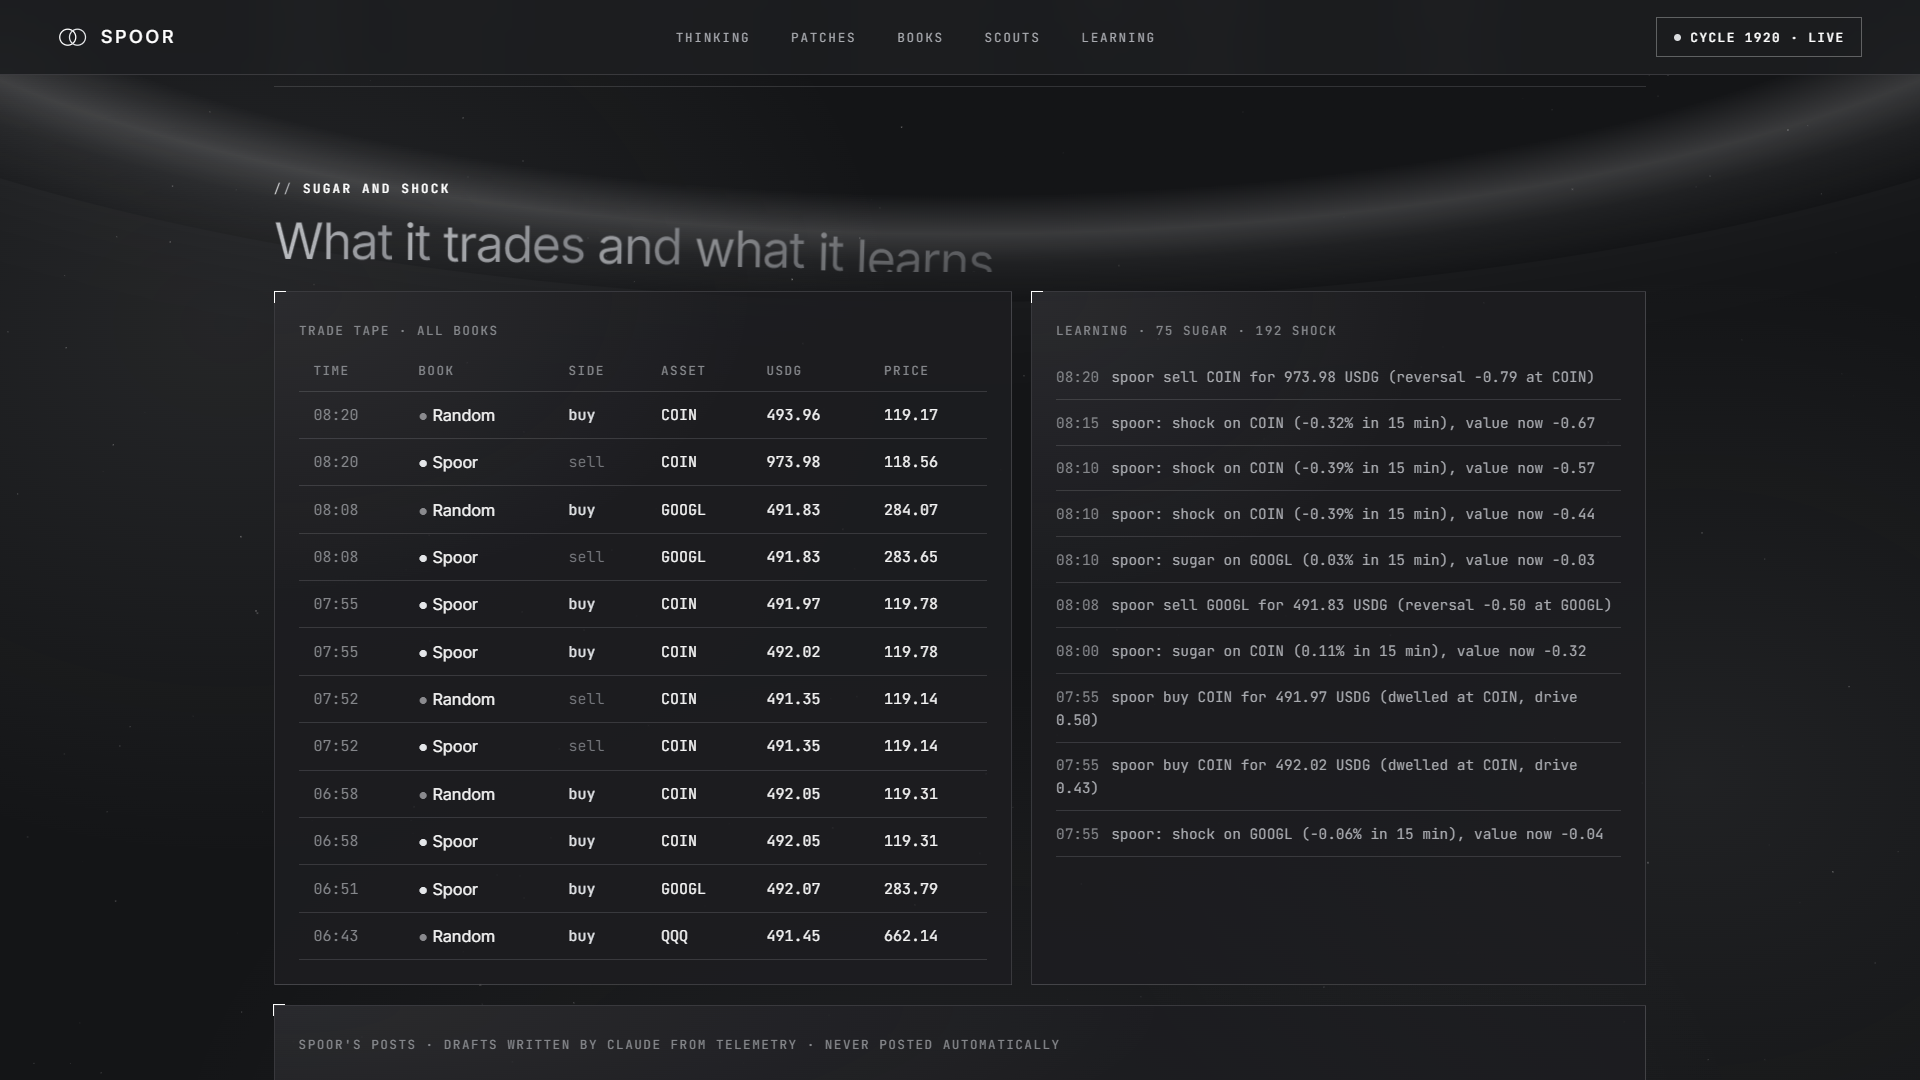 SPOOR
THINKING PATCHES BOOKS SCOUTS LEARNING
CYCLE 1920 · LIVE
// SUGAR AND SHOCK
What it trades and what it learns
TRADE TAPE · ALL BOOKS
TIME BOOK SIDE ASSET USDG PRICE
08:20 Random buy COIN 493.96 119.17
08:20 Spoor sell COIN 973.98 118.56
08:08 Random buy GOOGL 491.83 284.07
08:08 Spoor sell GOOGL 491.83 283.65
07:55 Spoor buy COIN 491.97 119.78
07:55 Spoor buy COIN 492.02 119.78
07:52 Random sell COIN 491.35 119.14
07:52 Spoor sell COIN 491.35 119.14
06:58 Random buy COIN 492.05 119.31
06:58 Spoor buy COIN 492.05 119.31
06:51 Spoor buy GOOGL 492.07 283.79
06:43 Random buy QQQ 491.45 662.14
LEARNING · 75 SUGAR · 192 SHOCK
08:20 spoor sell COIN for 973.98 USDG (reversal -0.79 at COIN)
08:15 spoor: shock on COIN (-0.32% in 15 min), value now -0.67
08:10 spoor: shock on COIN (-0.39% in 15 min), value now -0.57
08:10 spoor: shock on COIN (-0.39% in 15 min), value now -0.44
08:10 spoor: sugar on GOOGL (0.03% in 15 min), value now -0.03
08:08 spoor sell GOOGL for 491.83 USDG (reversal -0.50 at GOOGL)
08:00 spoor: sugar on COIN (0.11% in 15 min), value now -0.32
07:55 spoor buy COIN for 491.97 USDG (dwelled at COIN, drive
0.50)
07:55 spoor buy COIN for 492.02 USDG (dwelled at COIN, drive
0.43)
07:55 spoor: shock on GOOGL (-0.06% in 15 min), value now -0.04
SPOOR'S POSTS · DRAFTS WRITTEN BY CLAUDE FROM TELEMETRY · NEVER POSTED AUTOMATICALLY